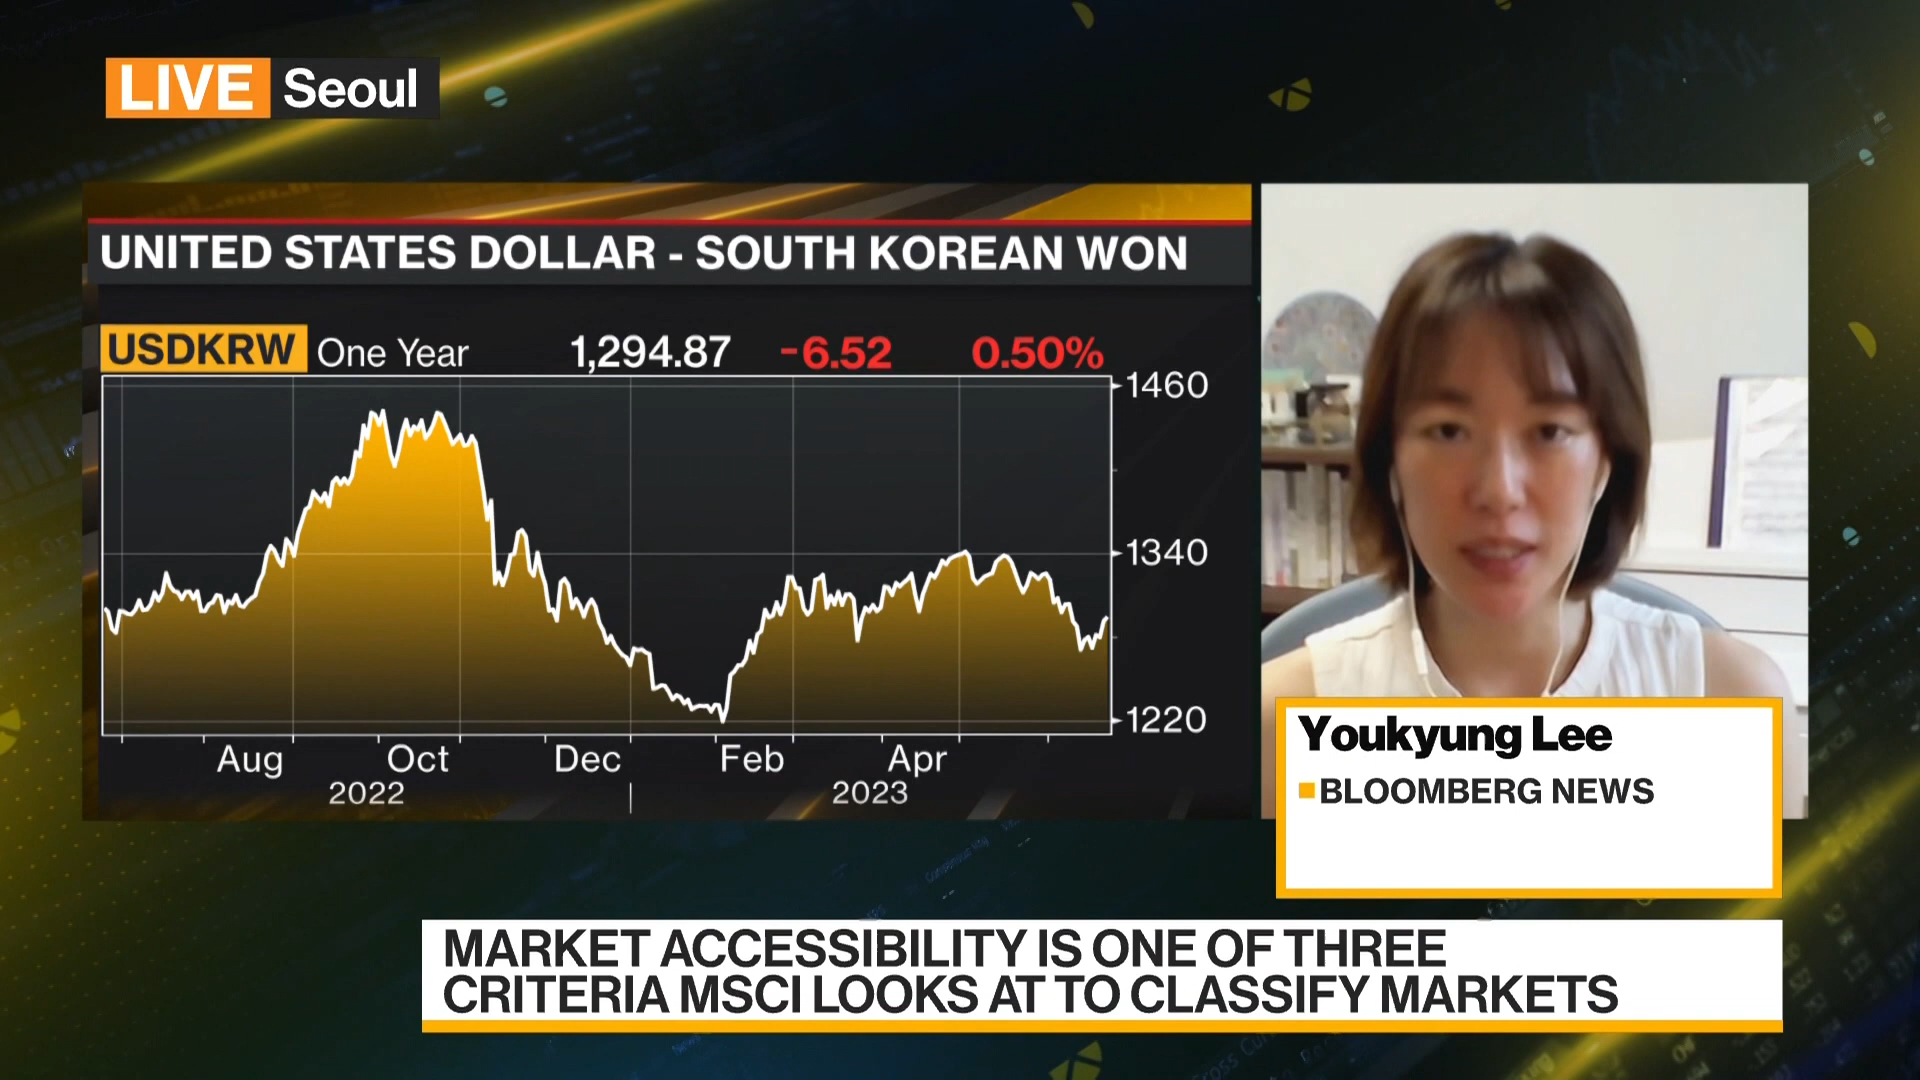 LIVE Seoul
UNITED STATES DOLLAR - SOUTH KOREAN WON
USDKRW One Year 1,294.87 -6.52 0.50%
1460
1340
1220
Aug Oct Dec Feb Apr
2022 2023
Youkyung Lee
BLOOMBERG NEWS
MARKET ACCESSIBILITY IS ONE OF THREE
CRITERIA MSCI LOOKS AT TO CLASSIFY MARKETS